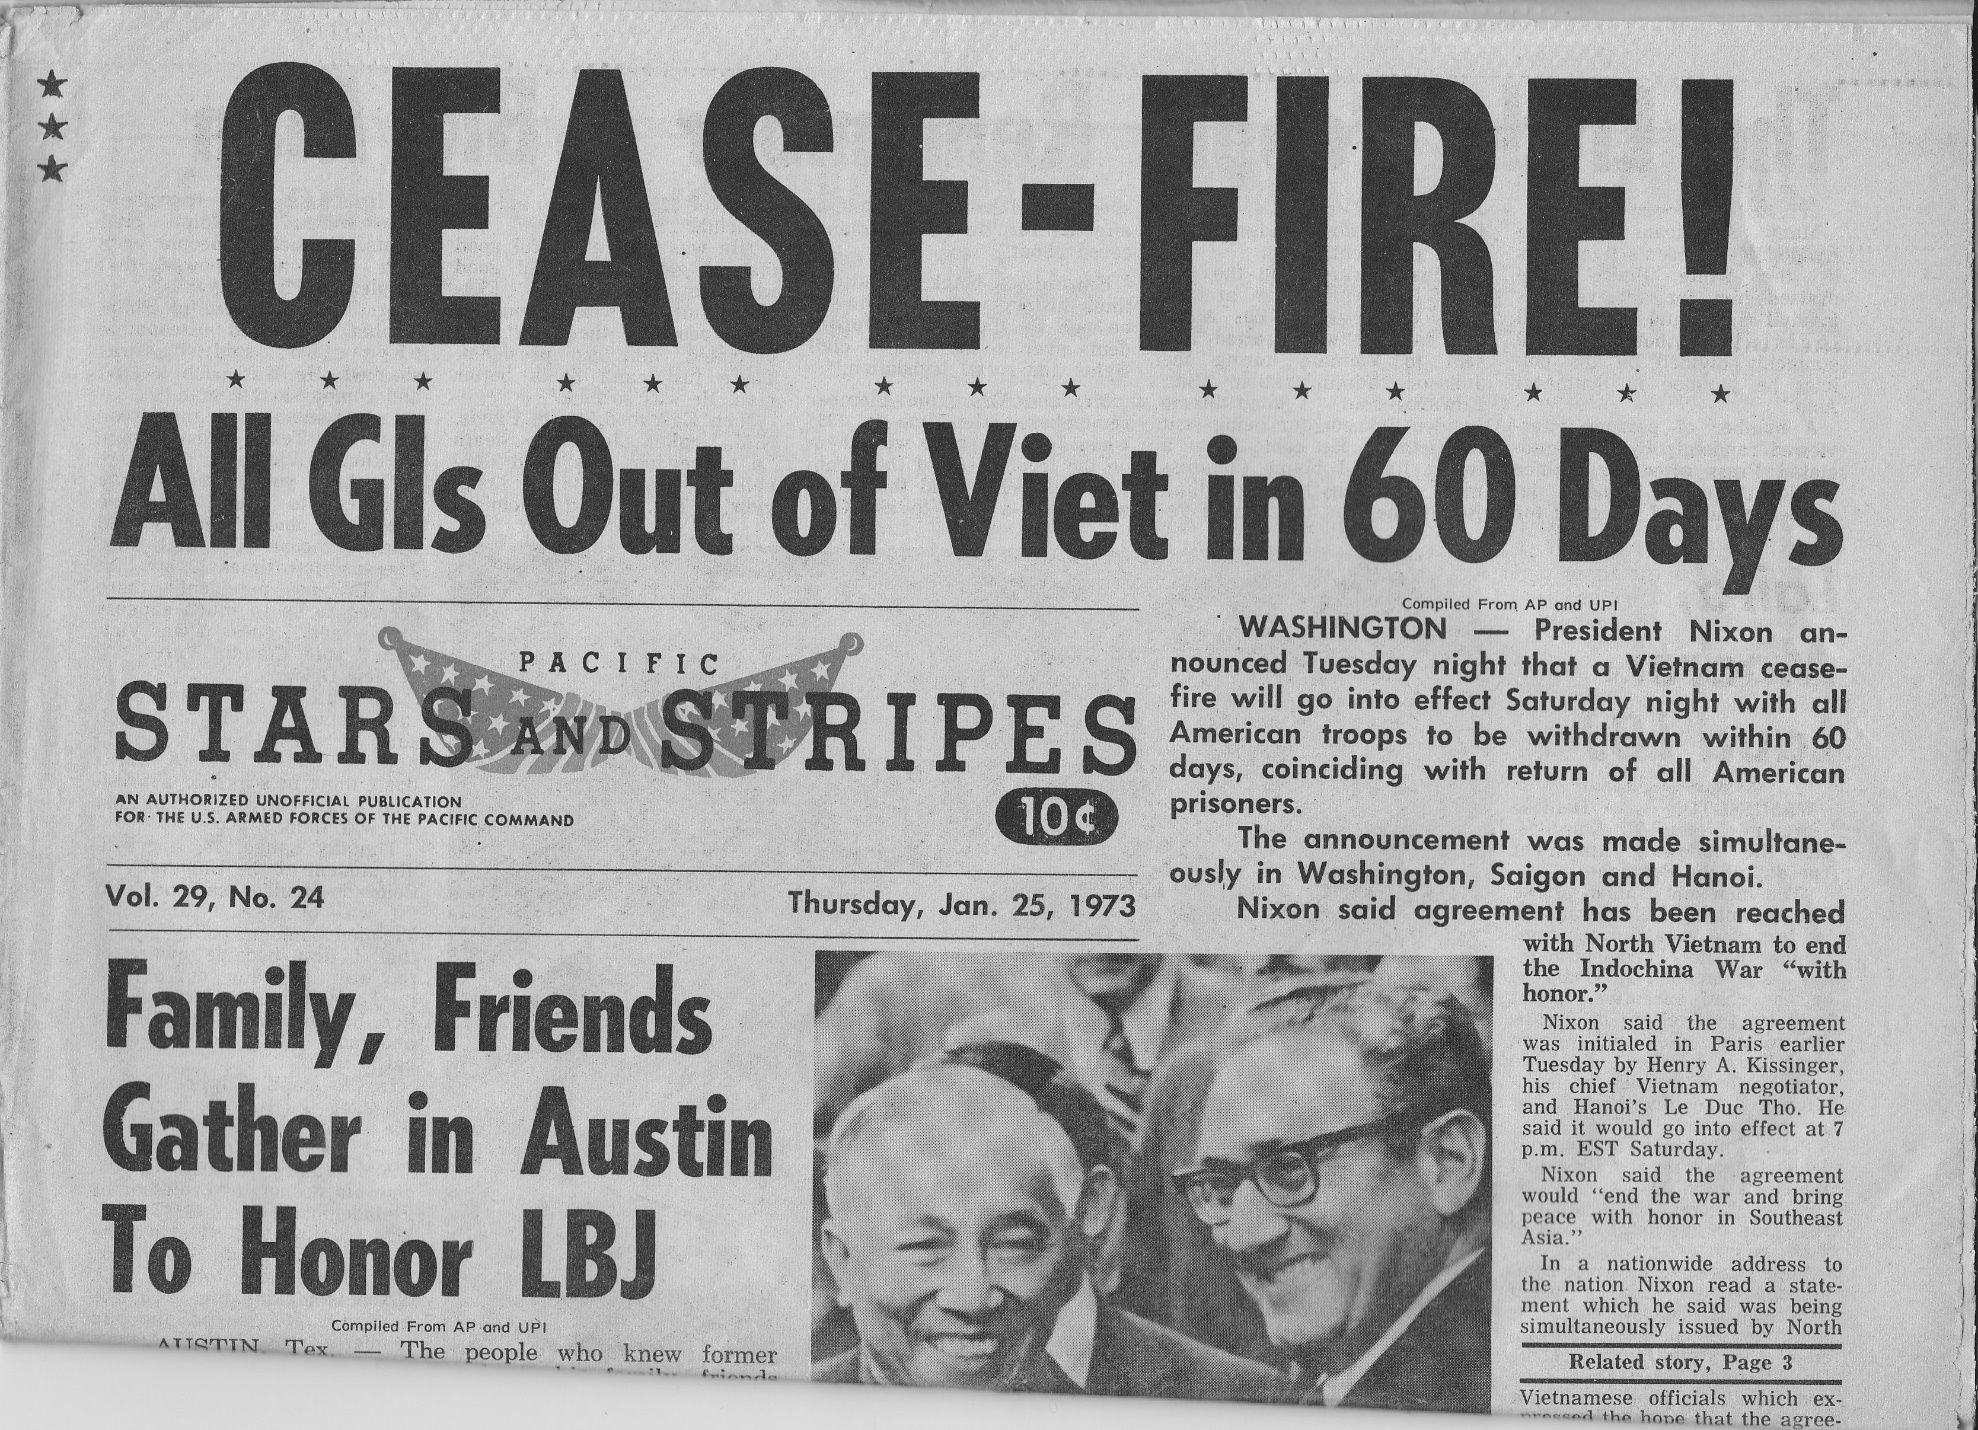 CEASE-FIRE!
All GIs Out of Viet in 60 Days
PACIFIC
STARS AND STRIPES
AN AUTHORIZED UNOFFICIAL PUBLICATION
FOR THE U.S. ARMED FORCES OF THE PACIFIC COMMAND
10¢
Vol. 29, No. 24
Thursday, Jan. 25, 1973
Compiled From AP and UPI
WASHINGTON — President Nixon an-
nounced Tuesday night that a Vietnam cease-
fire will go into effect Saturday night with all
American troops to be withdrawn within 60
days, coinciding with return of all American
prisoners.
The announcement was made simultane-
ously in Washington, Saigon and Hanoi.
Nixon said agreement has been reached
with North Vietnam to end
the Indochina War “with
honor.”
Nixon said the agreement
was initialed in Paris earlier
Tuesday by Henry A. Kissinger,
his chief Vietnam negotiator,
and Hanoi's Le Duc Tho. He
said it would go into effect at 7
p.m. EST Saturday.
Nixon said the agreement
would “end the war and bring
peace with honor in Southeast
Asia.”
In a nationwide address to
the nation Nixon read a state-
ment which he said was being
simultaneously issued by North
Related story, Page 3
Vietnamese officials which ex-
pressed the hope that the agree-
Family, Friends
Gather in Austin
To Honor LBJ
Compiled From AP and UPI
AUSTIN, Tex. — The people who knew former
family, friends